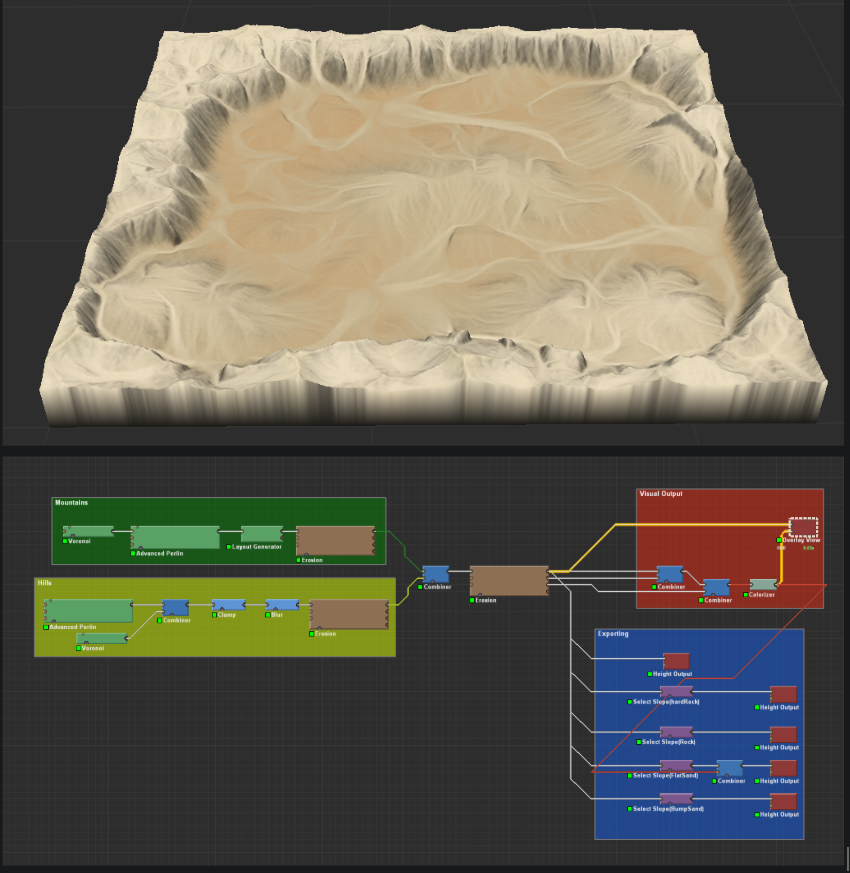 Mountains
Voronoi
Advanced Perlin
Layout Generator
Erosion
Hills
Advanced Perlin
Voronoi
Combiner
Clamp
Blur
Erosion
Combiner
Erosion
Visual Output
Overlay View
Combiner
Combiner
Colorizer
Exporting
Height Output
Select Slope(hardRock)
Height Output
Select Slope(Rock)
Height Output
Select Slope(FlatSand)
Combiner
Height Output
Select Slope(BumpSand)
Height Output